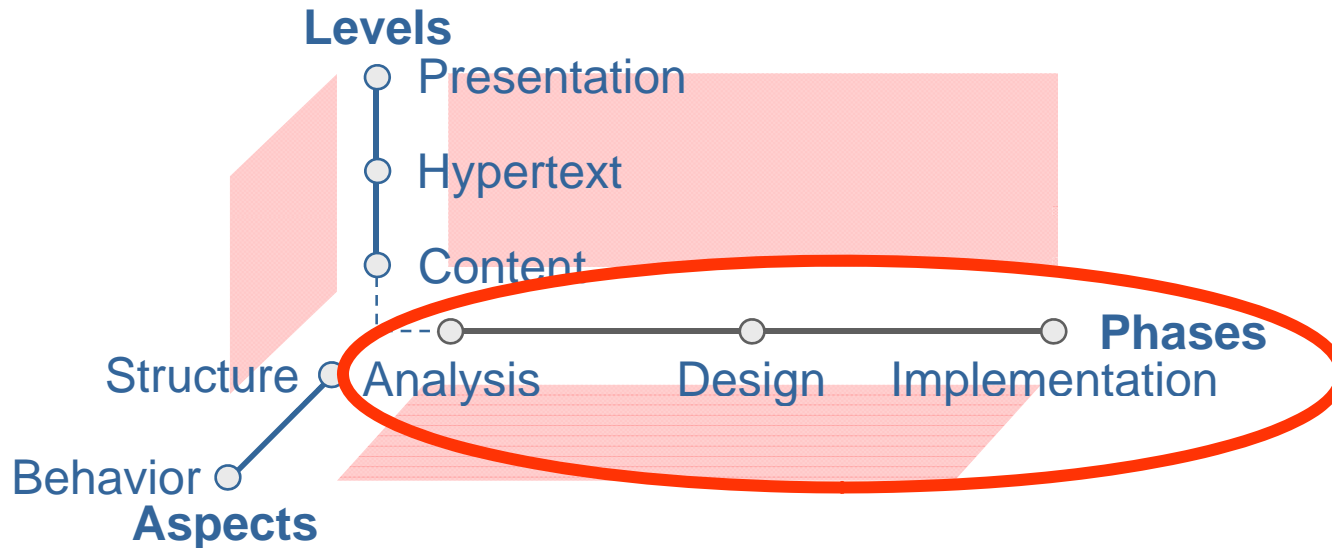 Levels
Presentation
Hypertext
Content
Phases
Structure
Analysis
Design
Implementation
Behavior
Aspects